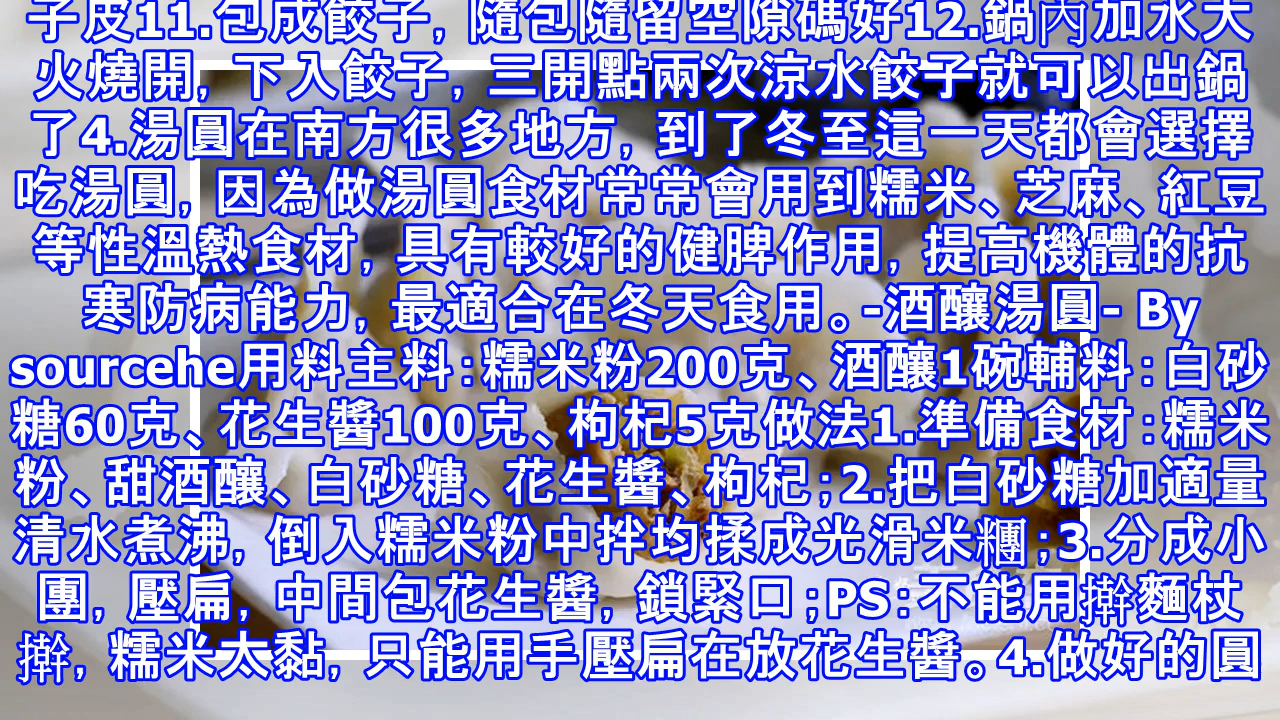 子皮11.包成餃子，隨包隨留空隙碼好12.鍋內加水大
火燒開，下入餃子，三開點兩次涼水餃子就可以出鍋
了4.湯圓在南方很多地方，到了冬至這一天都會選擇
吃湯圓，因為做湯圓食材常常會用到糯米、芝麻、紅豆
等性溫熱食材，具有較好的健脾作用，提高機體的抗
寒防病能力，最適合在冬天食用。-酒釀湯圓- By
sourcehe用料主料：糯米粉200克、酒釀1碗輔料：白砂
糖60克、花生醬100克、枸杞5克做法1.準備食材：糯米
粉、甜酒釀、白砂糖、花生醬、枸杞；2.把白砂糖加適量
清水煮沸，倒入糯米粉中拌均揉成光滑米糰；3.分成小
團，壓扁，中間包花生醬，鎖緊口；PS：不能用擀麵杖
擀，糯米太黏，只能用手壓扁在放花生醬。4.做好的圓